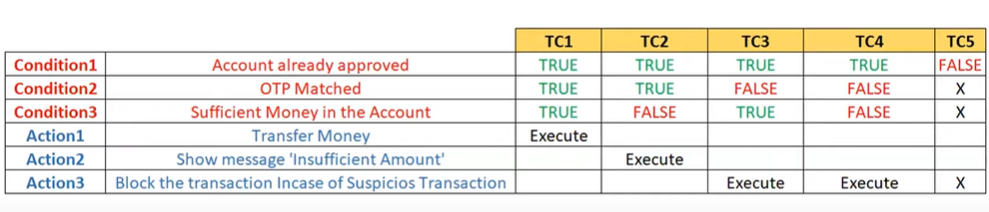 TC1 TC2 TC3 TC4 TC5
Condition1 Account already approved TRUE TRUE TRUE TRUE FALSE
Condition2 OTP Matched TRUE TRUE FALSE FALSE X
Condition3 Sufficient Money in the Account TRUE FALSE TRUE FALSE X
Action1 Transfer Money Execute
Action2 Show message 'Insufficient Amount' Execute
Action3 Block the transaction Incase of Suspicios Transaction Execute Execute X